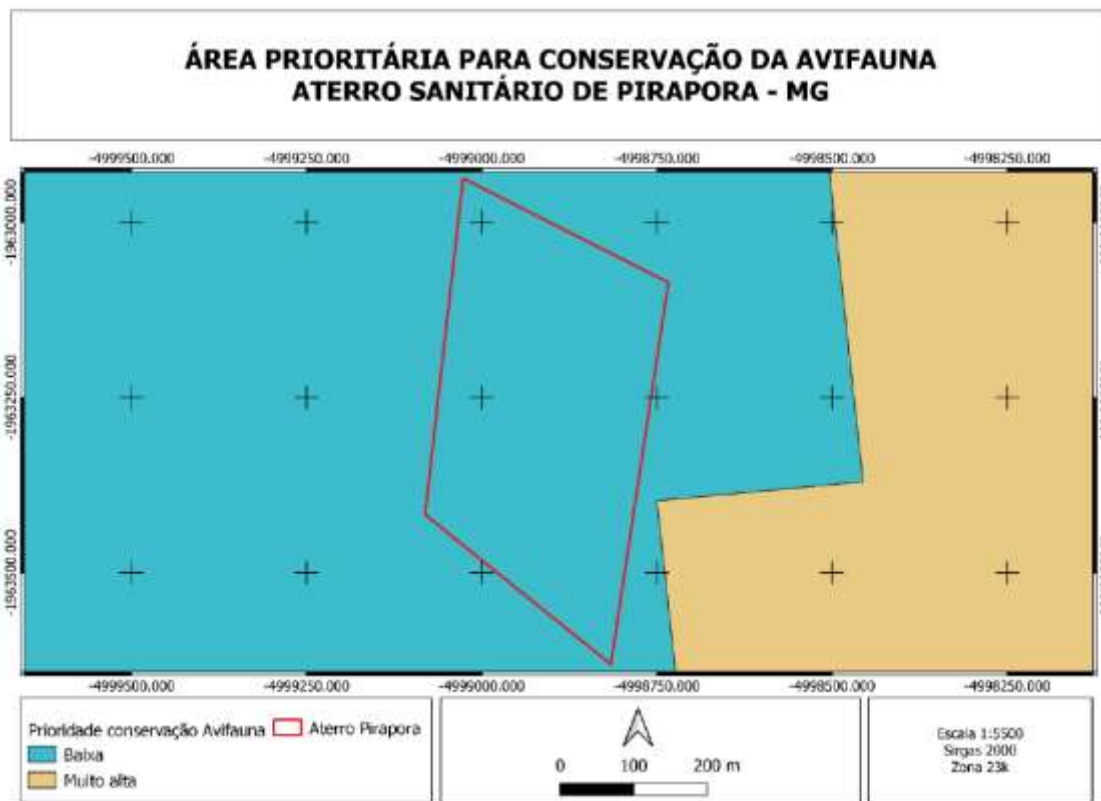 ÁREA PRIORITÁRIA PARA CONSERVAÇÃO DA AVIFAUNA
ATERRO SANITÁRIO DE PIRAPORA - MG
-4999500.000 -4999250.000 -4999000.000 -4998750.000 -4998500.000 -4998250.000
-1963000.000
-1963250.000
-1963500.000
-4999500.000 -4999250.000 -4999000.000 -4998750.000 -4998500.000 -4998250.000
Prioridade conservação Avifauna Aterro Pirapora
Baixa
Muito alta
0 100 200 m
Escala 1:5500
Sirgas 2000
Zona 23k